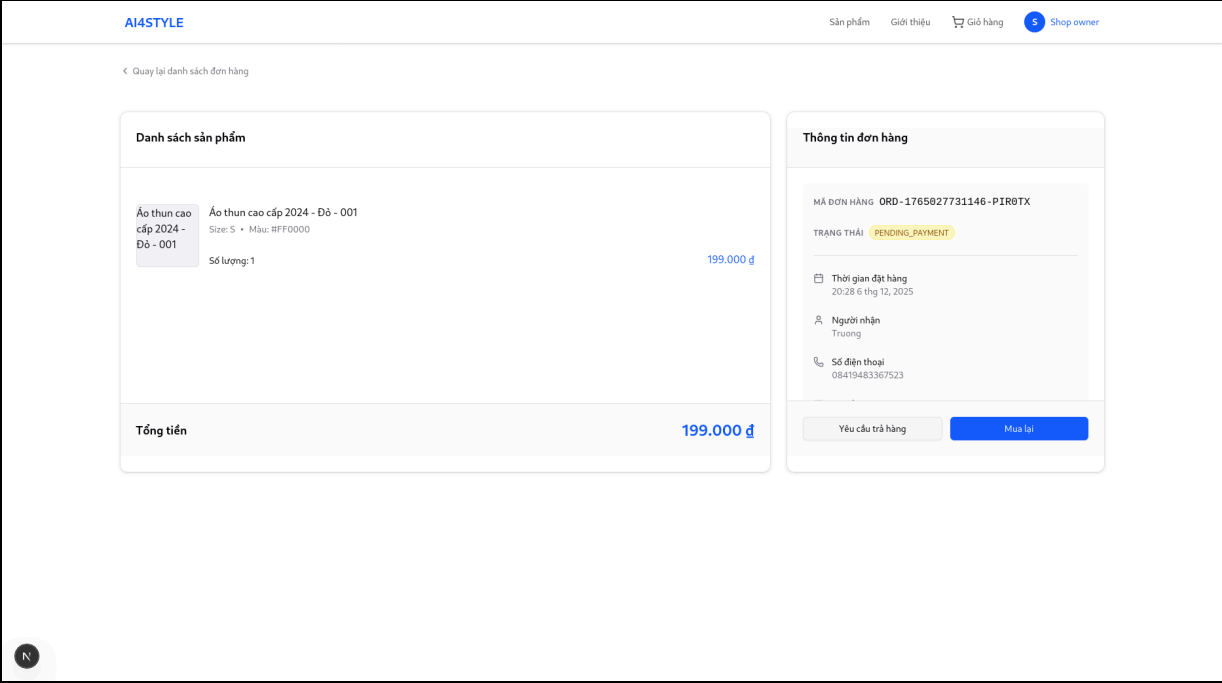 AI4STYLE
Sản phẩm
Giới thiệu
Giỏ hàng
S
Shop owner
Quay lại danh sách đơn hàng
Danh sách sản phẩm
Áo thun cao
cấp 2024 -
Đỏ - 001
Áo thun cao cấp 2024 - Đỏ - 001
Size: S • Màu: #FF0000
Số lượng: 1
199.000 ₫
Tổng tiền
199.000 ₫
Thông tin đơn hàng
MÃ ĐƠN HÀNG ORD-1765027731146-PIR0TX
TRẠNG THÁI PENDING_PAYMENT
Thời gian đặt hàng
20:28 6 thg 12, 2025
Người nhận
Truong
Số điện thoại
08419483367523
Yêu cầu trả hàng
Mua lại
N